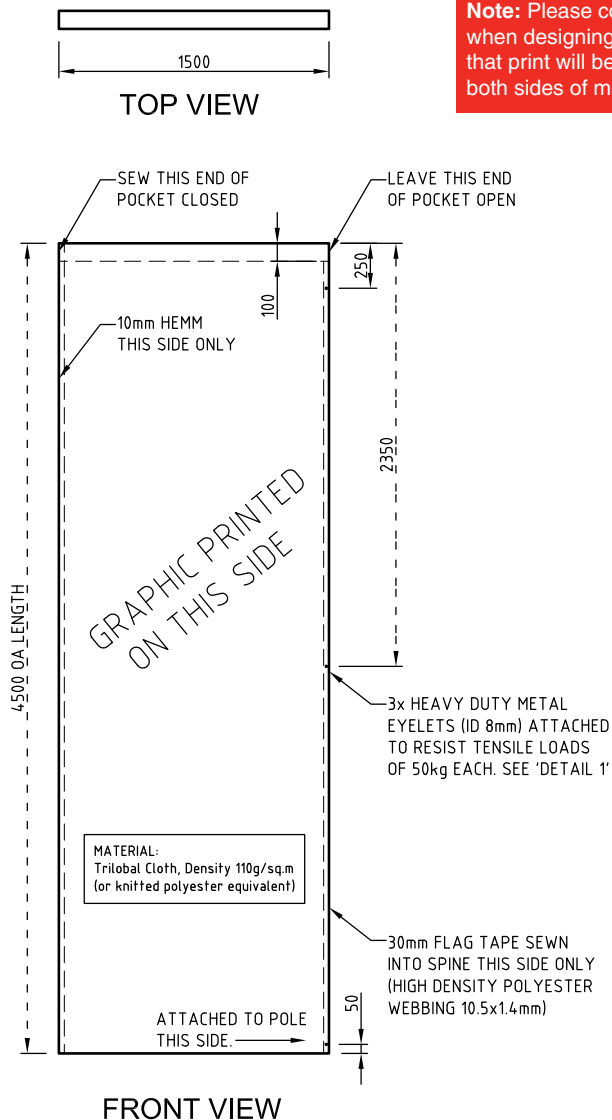 Note: Please co
when designing
that print will be
both sides of m
1500
TOP VIEW
SEW THIS END OF
POCKET CLOSED
LEAVE THIS END
OF POCKET OPEN
250
100
10mm HEMM
THIS SIDE ONLY
2350
GRAPHIC PRINTED
ON THIS SIDE
4500 OA LENGTH
3x HEAVY DUTY METAL
EYELETS (ID 8mm) ATTACHED
TO RESIST TENSILE LOADS
OF 50kg EACH. SEE 'DETAIL 1'
MATERIAL:
Trilobal Cloth, Density 110g/sq.m
(or knitted polyester equivalent)
30mm FLAG TAPE SEWN
INTO SPINE THIS SIDE ONLY
(HIGH DENSITY POLYESTER
WEBBING 10.5x1.4mm)
50
ATTACHED TO POLE
THIS SIDE.
FRONT VIEW